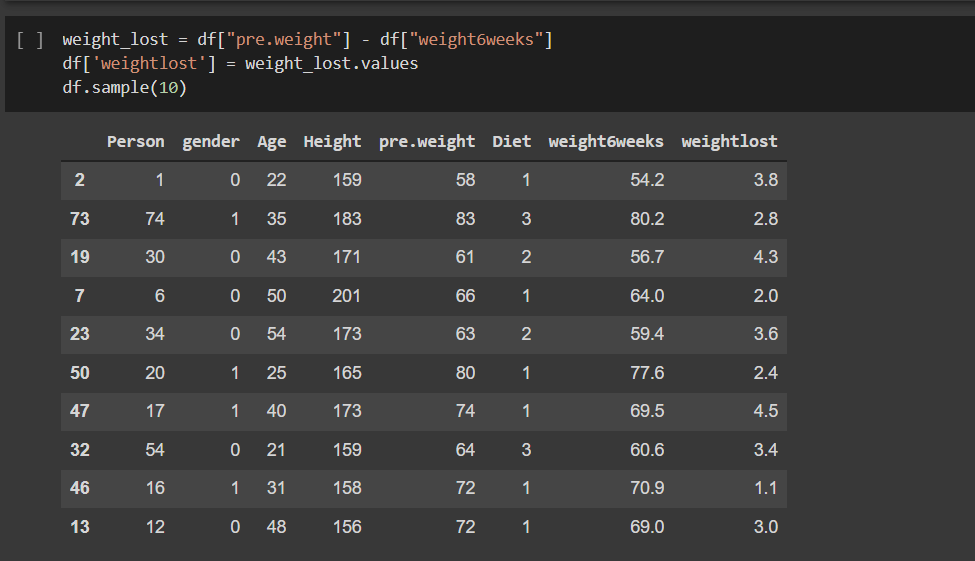 [ ] weight_lost = df["pre.weight"] - df["weight6weeks"]
df['weightlost'] = weight_lost.values
df.sample(10)
Person gender Age Height pre.weight Diet weight6weeks weightlost
2 1 0 22 159 58 1 54.2 3.8
73 74 1 35 183 83 3 80.2 2.8
19 30 0 43 171 61 2 56.7 4.3
7 6 0 50 201 66 1 64.0 2.0
23 34 0 54 173 63 2 59.4 3.6
50 20 1 25 165 80 1 77.6 2.4
47 17 1 40 173 74 1 69.5 4.5
32 54 0 21 159 64 3 60.6 3.4
46 16 1 31 158 72 1 70.9 1.1
13 12 0 48 156 72 1 69.0 3.0